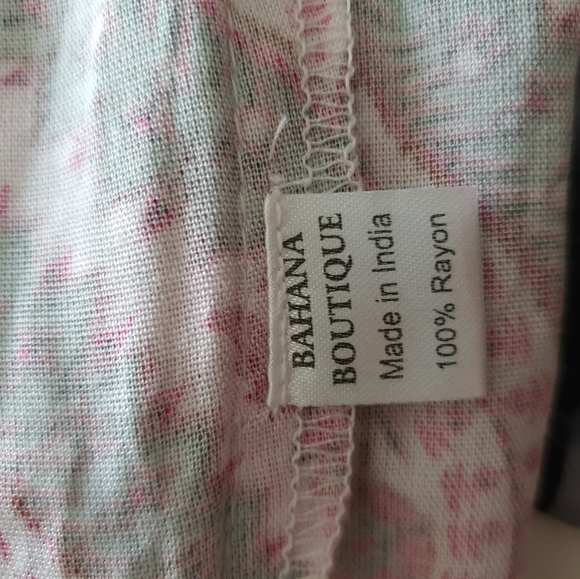 BAHANA
BOUTIQUE
Made in India
100% Rayon